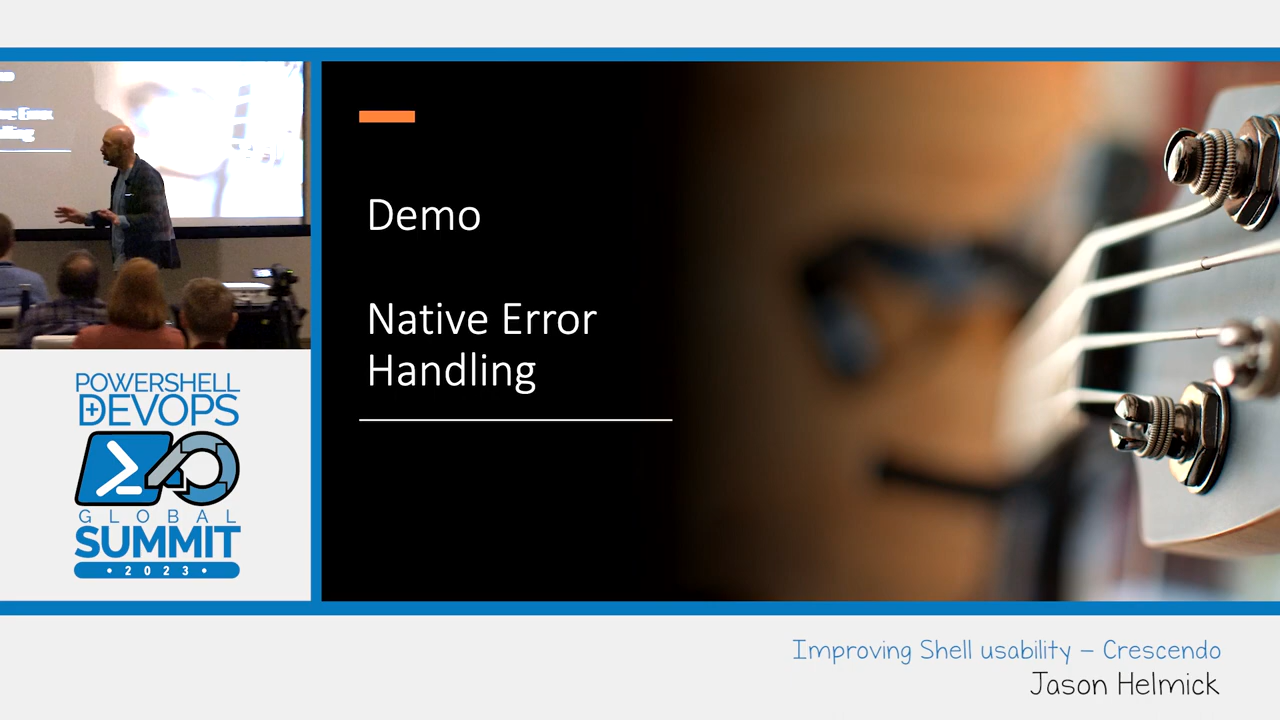 Demo
Native Error
Handling
POWERSHELL
+DEVOPS
GLOBAL
SUMMIT
• 2023 •
Improving Shell usability – Crescendo
Jason Helmick